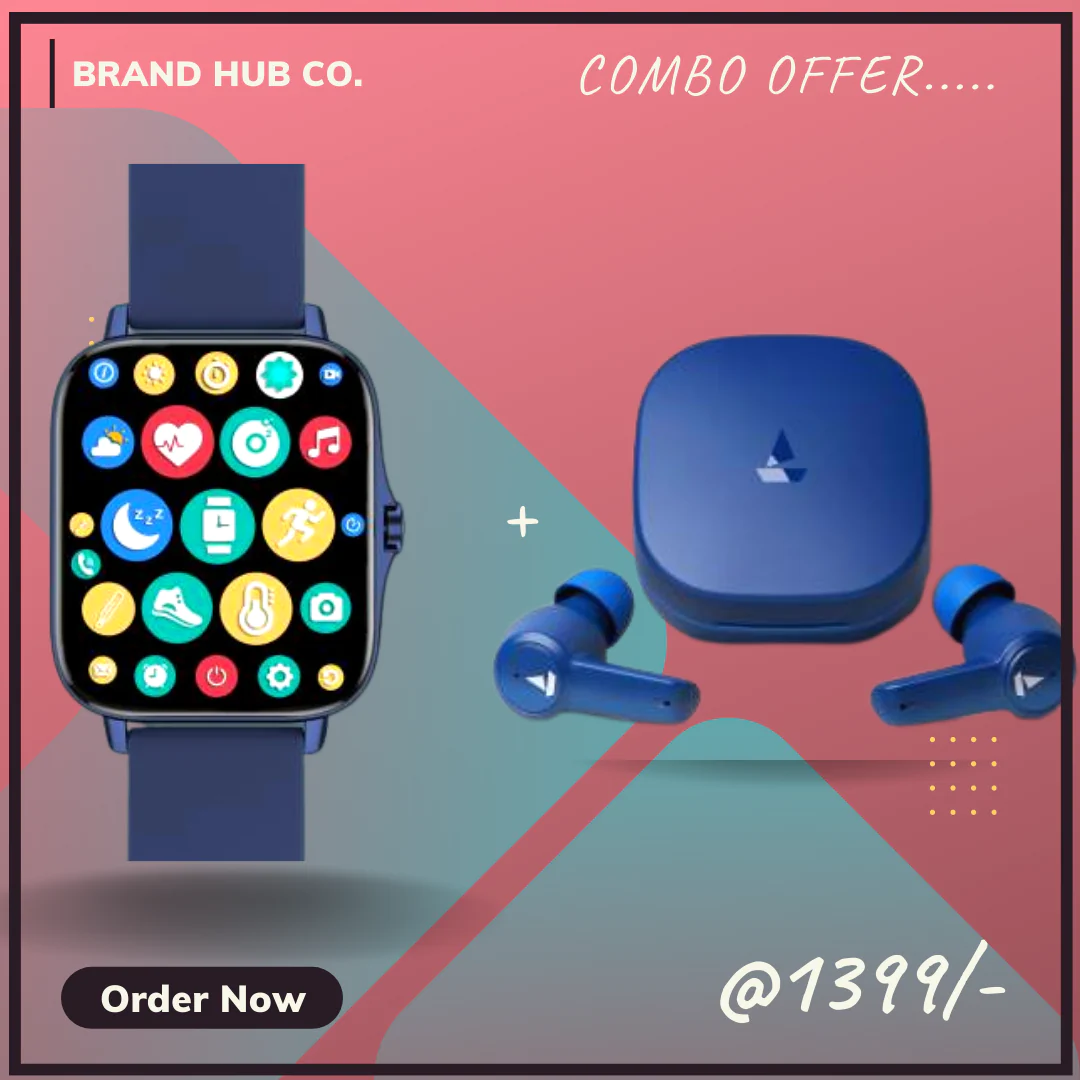 BRAND HUB CO.
COMBO OFFER.....
+
Order Now
@1399/-